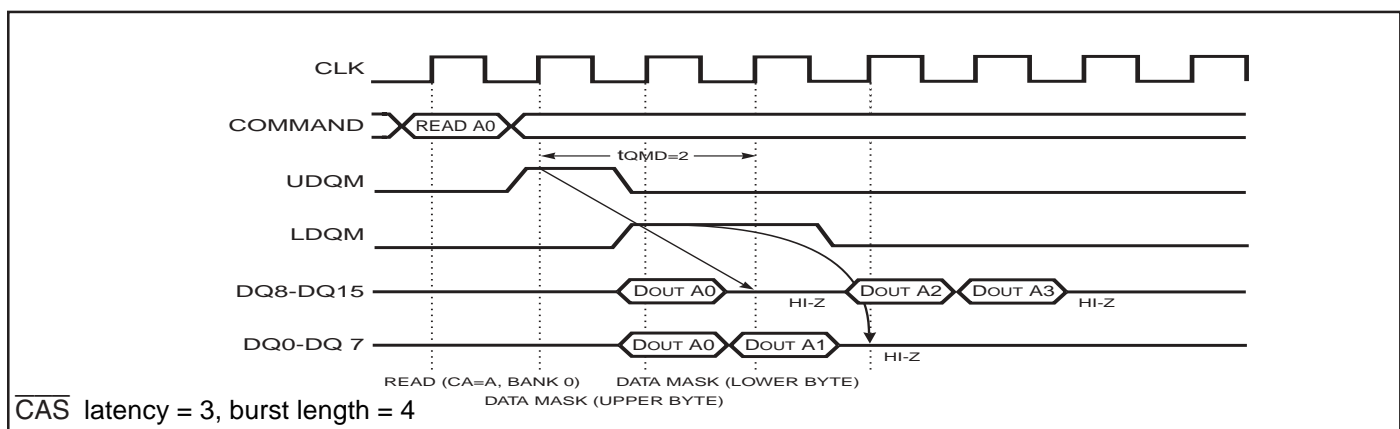 CLK
COMMAND READ A0
tQMD=2
UDQM
LDQM
DQ8-DQ15 DOUT A0 HI-Z DOUT A2 DOUT A3 HI-Z
DQ0-DQ 7 DOUT A0 DOUT A1 HI-Z
READ (CA=A, BANK 0) DATA MASK (LOWER BYTE)
DATA MASK (UPPER BYTE)
CAS latency = 3, burst length = 4